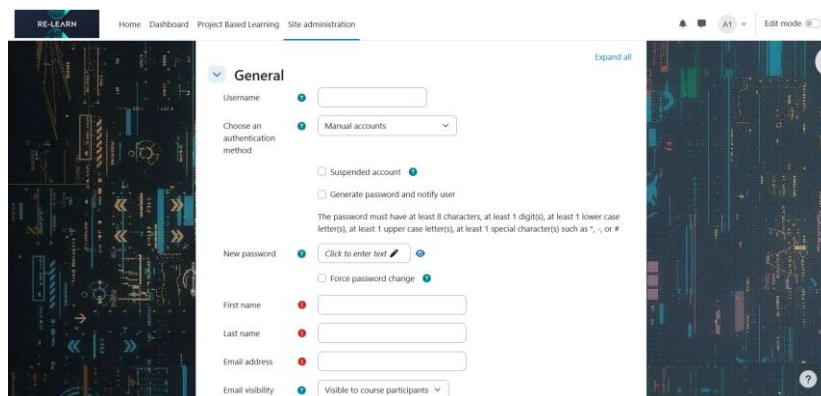 RE-LEARN
Home Dashboard Project Based Learning Site administration
A1
Edit mode
Expand all
General
Username
Choose an
authentication
method
Manual accounts
Suspended account
Generate password and notify user
The password must have at least 8 characters, at least 1 digit(s), at least 1 lower case
letter(s), at least 1 upper case letter(s), at least 1 special character(s) such as *, -, or #
New password
Click to enter text
Force password change
First name
Last name
Email address
Email visibility
Visible to course participants